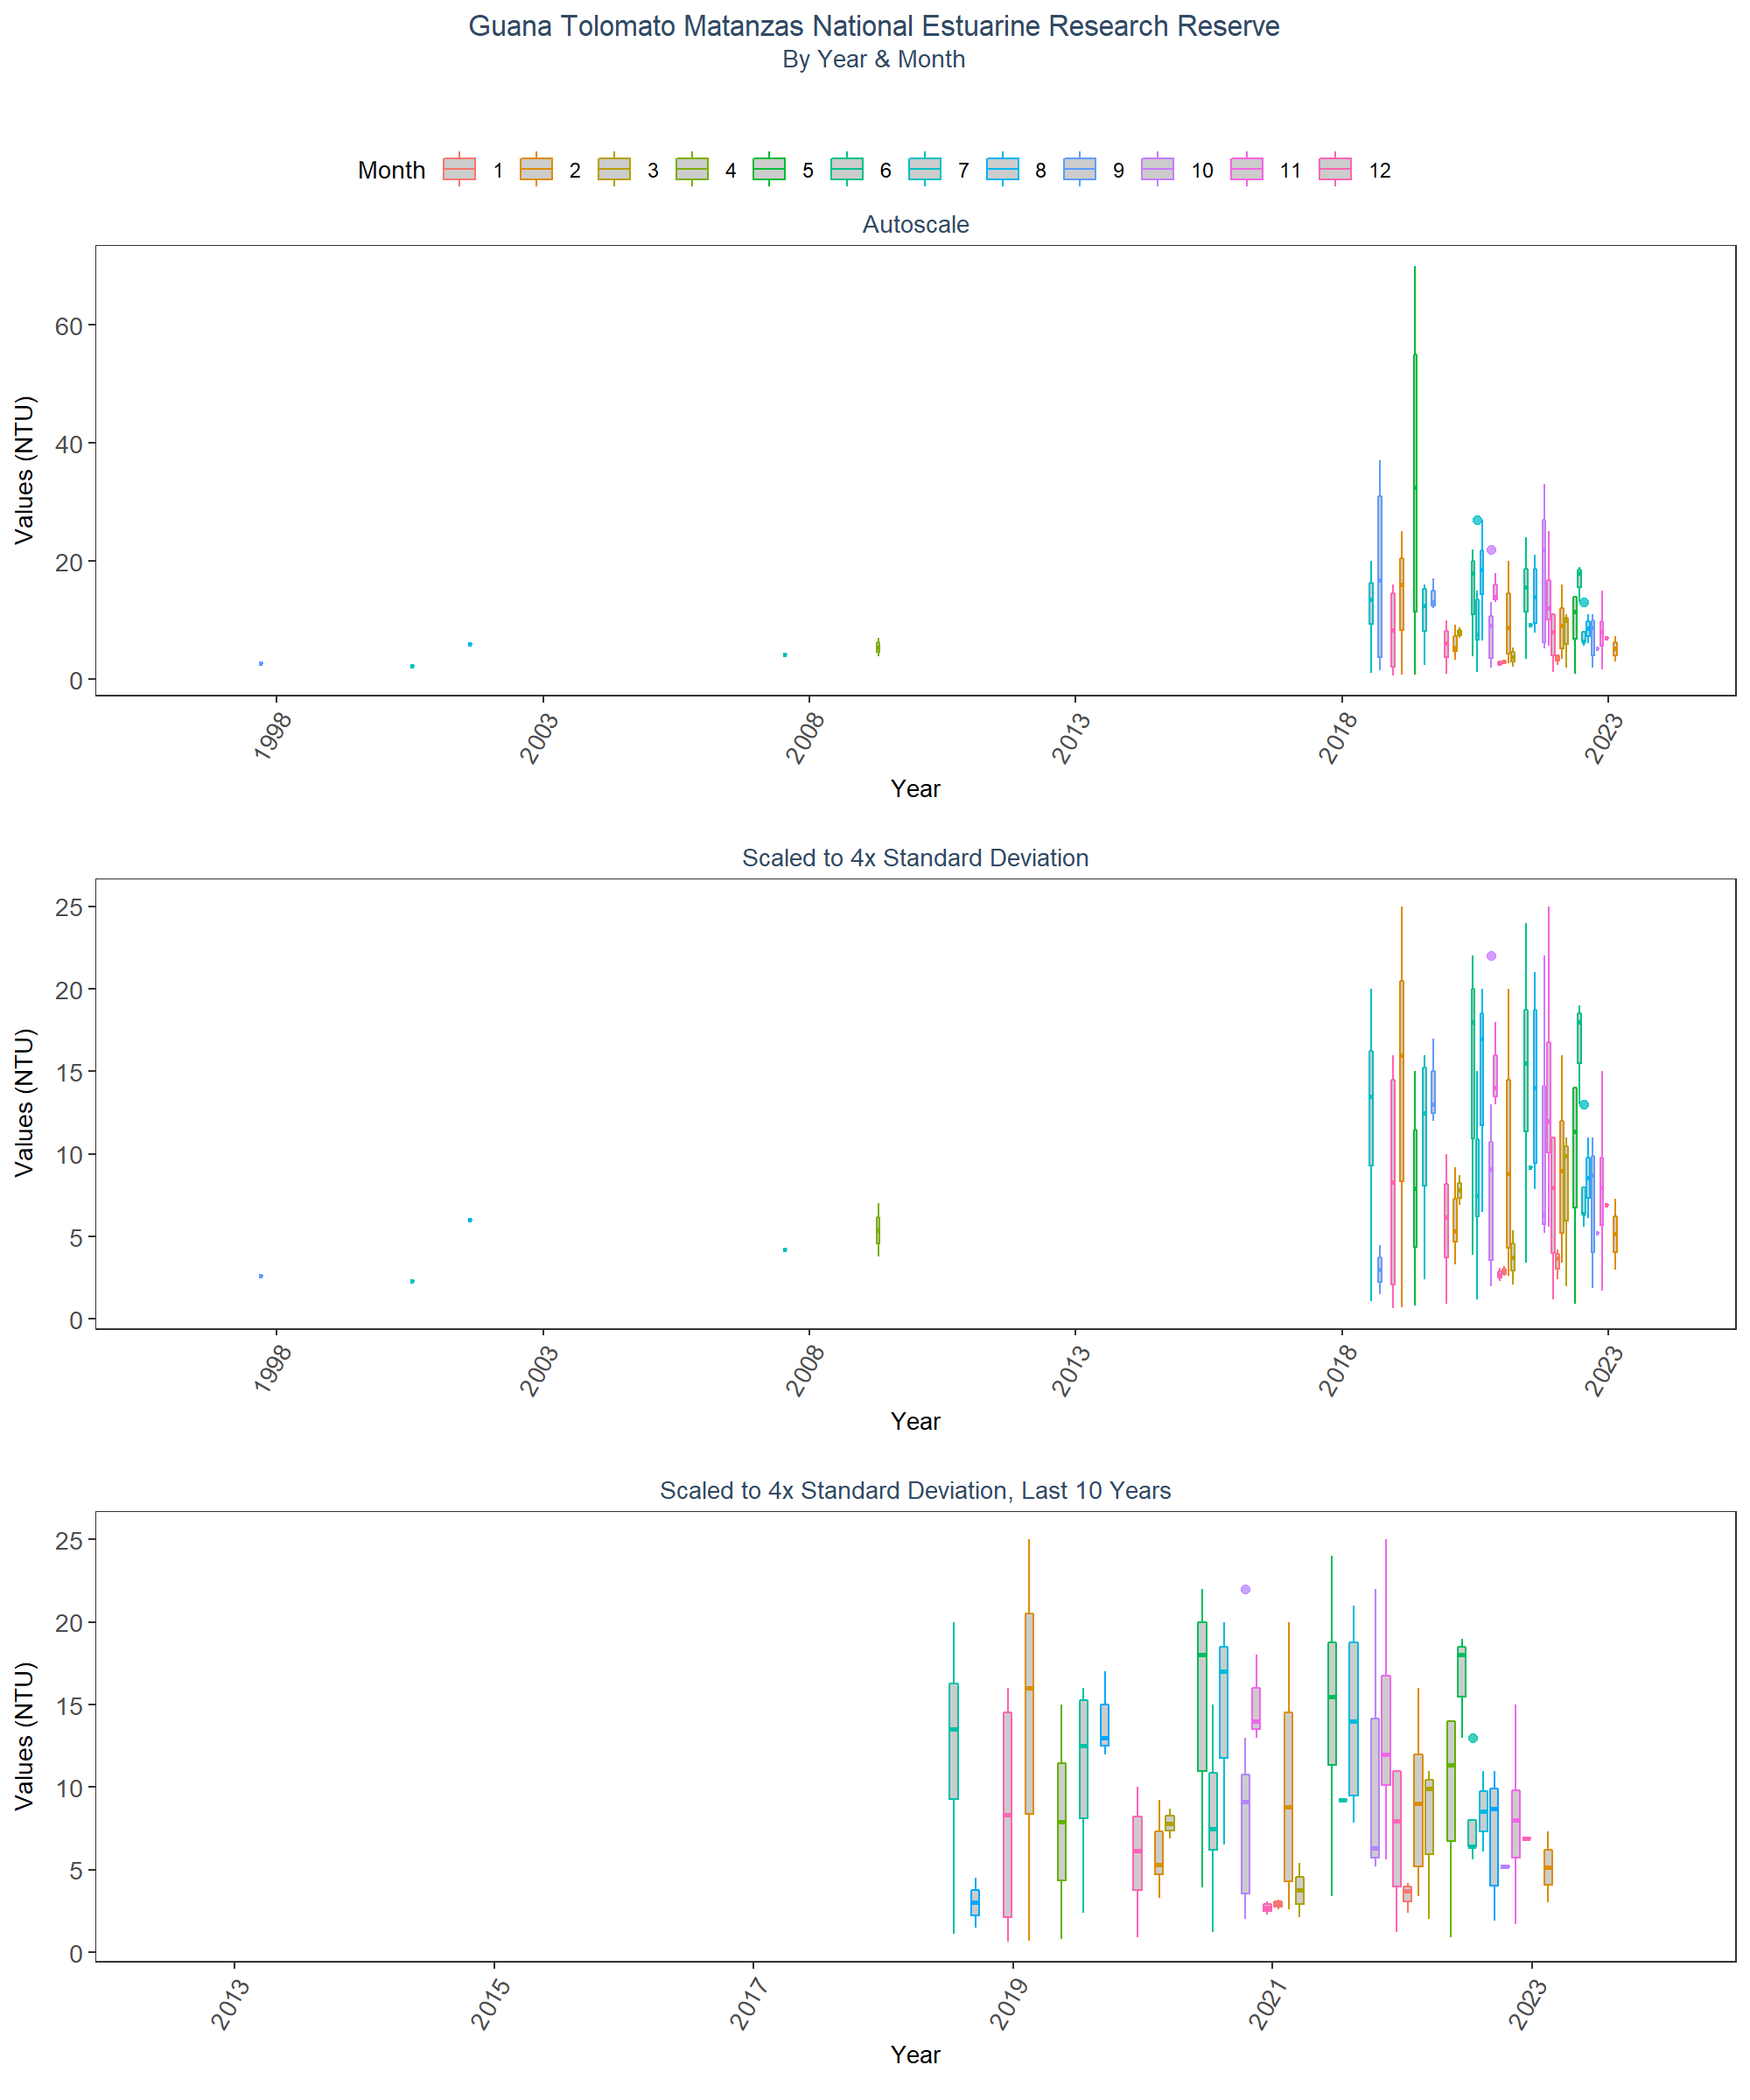 Guana Tolomato Matanzas National Estuarine Research Reserve
By Year & Month
Month 1 2 3 4 5 6 7 8 9 10 11 12
Autoscale
Values (NTU)
60
40
20
0
1998 2003 2008 2013 2018 2023
Year
Scaled to 4x Standard Deviation
Values (NTU)
25
20
15
10
5
0
1998 2003 2008 2013 2018 2023
Year
Scaled to 4x Standard Deviation, Last 10 Years
Values (NTU)
25
20
15
10
5
0
2013 2015 2017 2019 2021 2023
Year